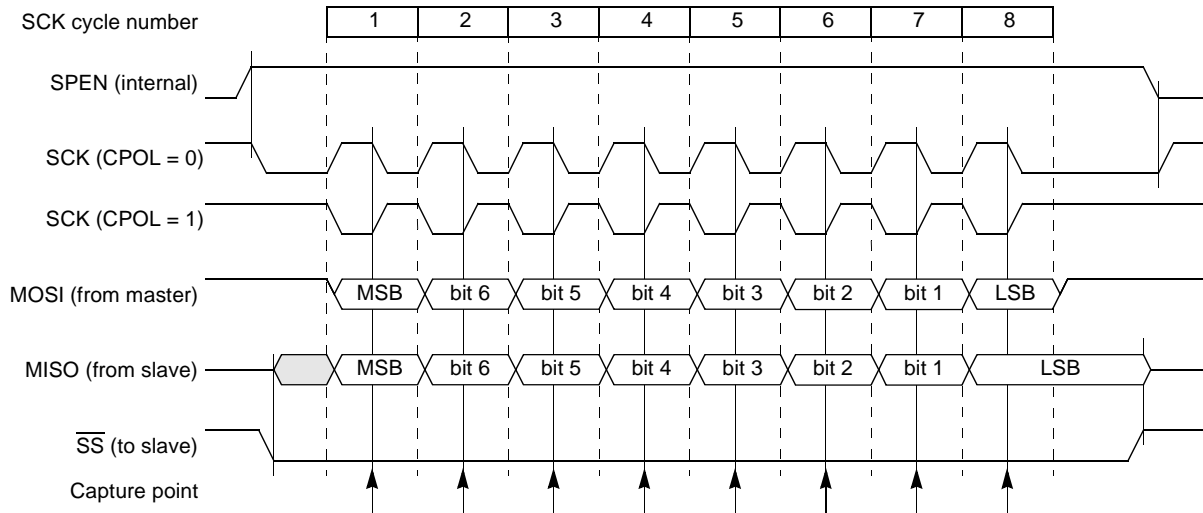 SCK cycle number 1 2 3 4 5 6 7 8
SPEN (internal)
SCK (CPOL = 0)
SCK (CPOL = 1)
MOSI (from master) MSB bit 6 bit 5 bit 4 bit 3 bit 2 bit 1 LSB
MISO (from slave) MSB bit 6 bit 5 bit 4 bit 3 bit 2 bit 1 LSB
S̅S̅ (to slave)
Capture point